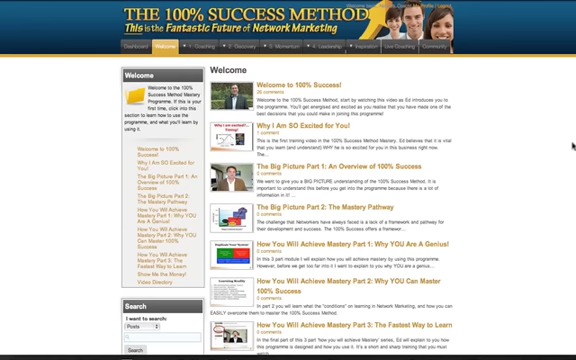 THE 100% SUCCESS METHOD
This is the Fantastic Future of Network Marketing
Dashboard
Welcome
1. Coaching
2. Discovery
3. Momentum
4. Leadership
Inspiration
Live Coaching
Community
Welcome
Welcome to the 100%
Success Method Mastery
Programme. If this is your
first time, click into this
section to learn how to use
the programme, and what
you'll earn by using it.
Welcome to 100%
Success!
Why I Am SO Excited for
You!
The Big Picture Part 1:
An Overview of 100%
Success
The Big Picture Part 2:
The Mastery Pathway
How You Will Achieve
Mastery Part 1: Why YOU
Are A Genius!
How You Will Achieve
Mastery Part 2: Why YOU
Can Master 100%
Success
How You Will Achieve
Mastery Part 3: The
Fastest Way to Learn
Show Me the Money!
Video Directory
Search
I want to search:
Posts
Search
Welcome
Welcome to 100% Success!
26 comments
Welcome to the 100% Success Method, start by watching this video as Ed introduces you to
the programme. You'll get energised and excited as you realise that you have made one of the
best decisions that you could make in joining this programme!
Why I Am SO Excited for You!
1 comment
This is the first training video in the 100% Success Method Mastery. Ed believes that it is vital
that you learn (and understand) WHY he is so excited for you in this business right now.
The...
The Big Picture Part 1: An Overview of 100% Success
0 comments
We want to give you a BIG PICTURE understanding of the 100% Success Method. It is
important to understand this before you get into the programme because there is a lot of
information in it! ...
The Big Picture Part 2: The Mastery Pathway
0 comments
The challenge that Networkers have always faced is a lack of a framework and pathway for
their development and success. The 100% Success offers a framework...
How You Will Achieve Mastery Part 1: Why YOU Are A Genius!
0 comments
In this 3 part module I will explain how you will achieve mastery by using this programme.
However, before we get too far into it I want to explain to you why YOU are a genius...
How You Will Achieve Mastery Part 2: Why YOU Can Master
100% Success
0 comments
In part 2 you will learn what the "conditions" on learning in Network Marketing, and how you can
EASILY overcome them to master the 100% Success Method.
How You Will Achieve Mastery Part 3: The Fastest Way to Learn
0 comments
In the final part of this 3 part 'how you will achieve Mastery' series, Ed will explain to you how
this programme is designed and how you use it. It's a short and sharp training that you must